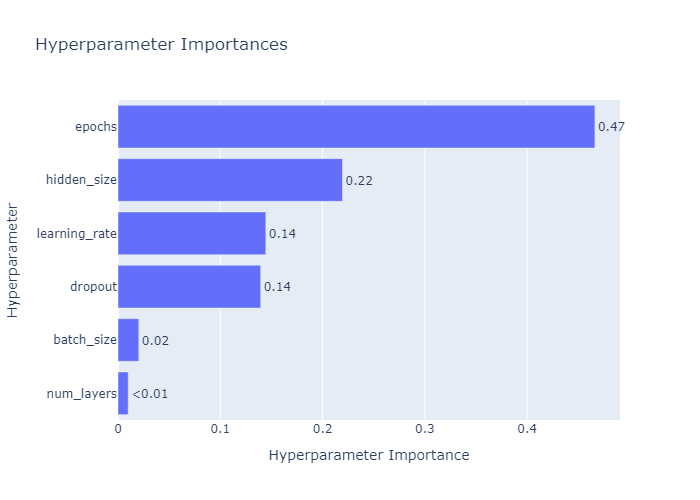 Hyperparameter Importances
epochs
0.47
hidden_size
0.22
learning_rate
0.14
dropout
0.14
batch_size
0.02
num_layers
<0.01
0
0.1
0.2
0.3
0.4
Hyperparameter Importance
Hyperparameter